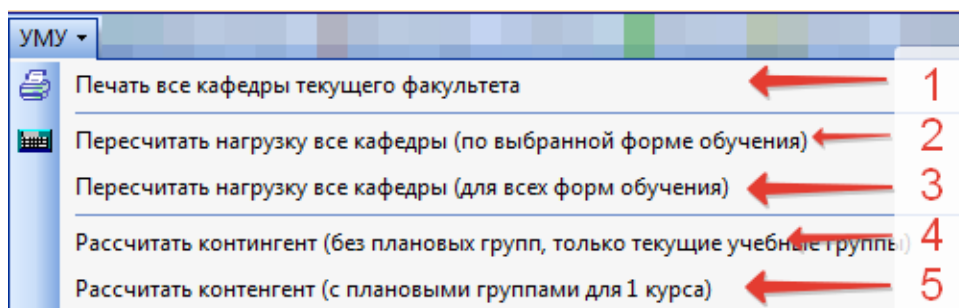 УМУ
Печать все кафедры текущего факультета 1
Пересчитать нагрузку все кафедры (по выбранной форме обучения) 2
Пересчитать нагрузку все кафедры (для всех форм обучения) 3
Рассчитать контингент (без плановых групп, только текущие учебные группы) 4
Рассчитать контенгент (с плановыми группами для 1 курса) 5